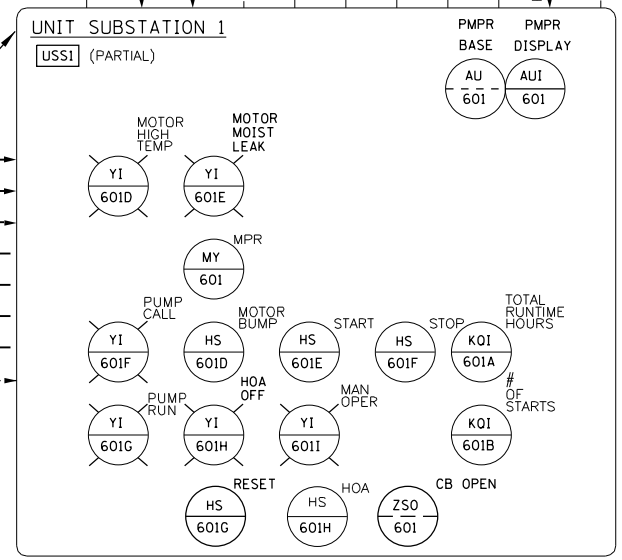 UNIT SUBSTATION 1
USS1 (PARTIAL)
PMPR
BASE
PMPR
DISPLAY
AU
601
AUI
601
MOTOR
HIGH
TEMP
YI
601D
MOTOR
MOIST
LEAK
YI
601E
MPR
MY
601
PUMP
CALL
YI
601F
MOTOR
BUMP
HS
601D
START
HS
601E
STOP
HS
601F
TOTAL
RUNTIME
HOURS
KQI
601A
PUMP
RUN
YI
601G
HOA
OFF
YI
601H
MAN
OPER
YI
601I
#
OF
STARTS
KQI
601B
RESET
HS
601G
HOA
HS
601H
CB OPEN
ZSO
601